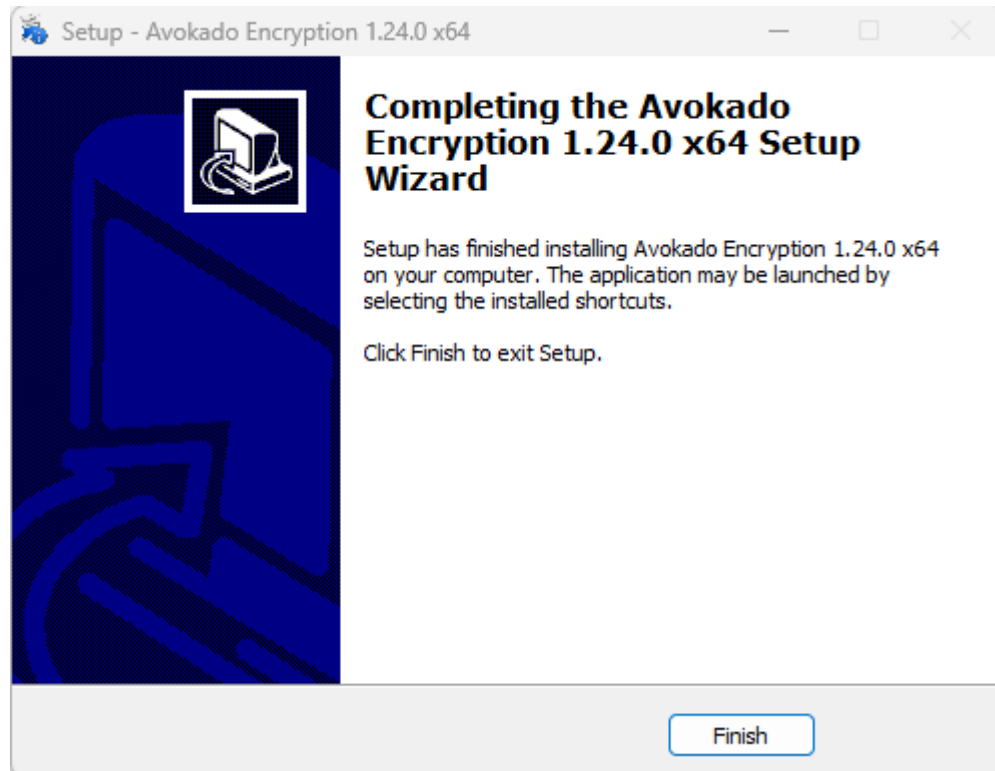 Setup - Avokado Encryption 1.24.0 x64
Completing the Avokado
Encryption 1.24.0 x64 Setup
Wizard
Setup has finished installing Avokado Encryption 1.24.0 x64
on your computer. The application may be launched by
selecting the installed shortcuts.
Click Finish to exit Setup.
Finish